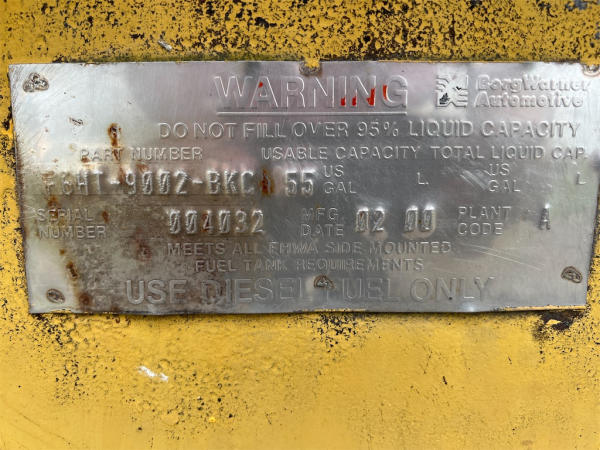 WARNING
BorgWarner
Automotive
DO NOT FILL OVER 95% LIQUID CAPACITY
PART NUMBER USABLE CAPACITY TOTAL LIQUID CAP.
F6HT-9002-BKC 55 US GAL L US GAL L
SERIAL NUMBER 004032 MFG DATE 02 00 PLANT CODE A
MEETS ALL FHWA SIDE MOUNTED
FUEL TANK REQUIREMENTS
USE DIESEL FUEL ONLY